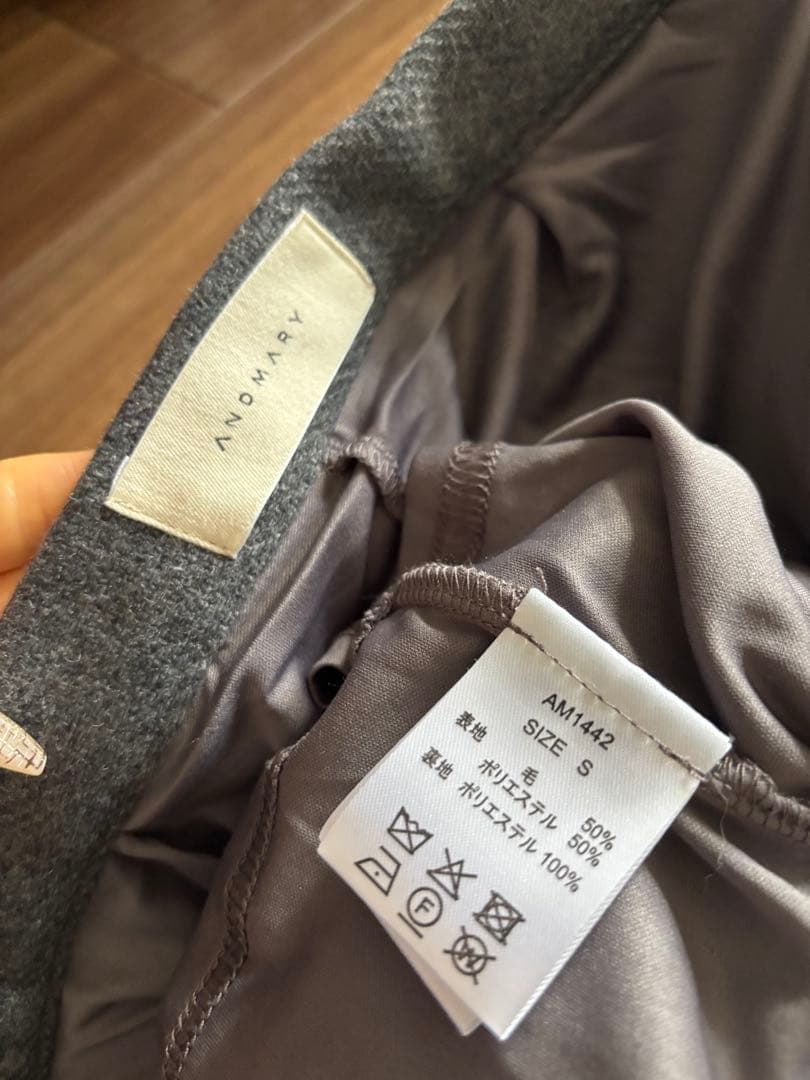 ANDMARY
AM1442
SIZE S
表地 毛 50%
ポリエステル 50%
裏地 ポリエステル 100%
F
W